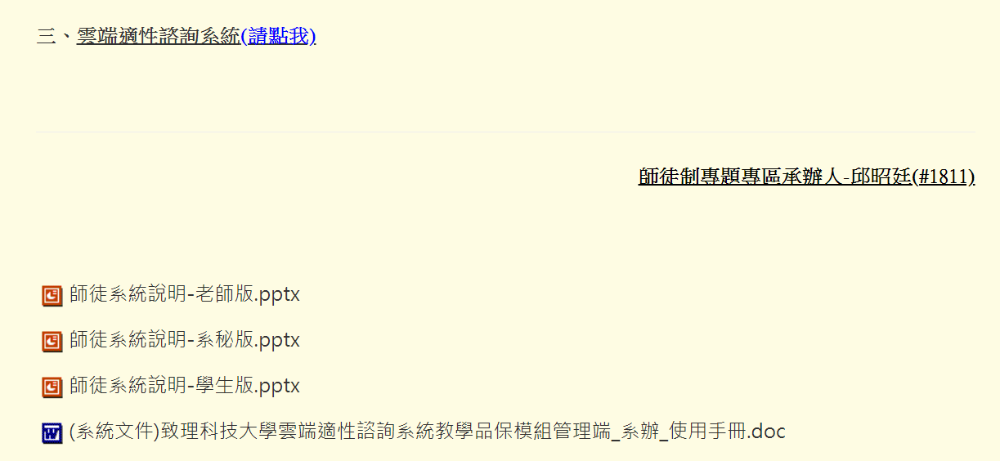 三、雲端適性諮詢系統(請點我)
師徒制專題專區承辦人-邱昭廷(#1811)
師徒系統說明-老師版.pptx
師徒系統說明-系秘版.pptx
師徒系統說明-學生版.pptx
(系統文件)致理科技大學雲端適性諮詢系統教學品保模組管理端_系辦_使用手冊.doc